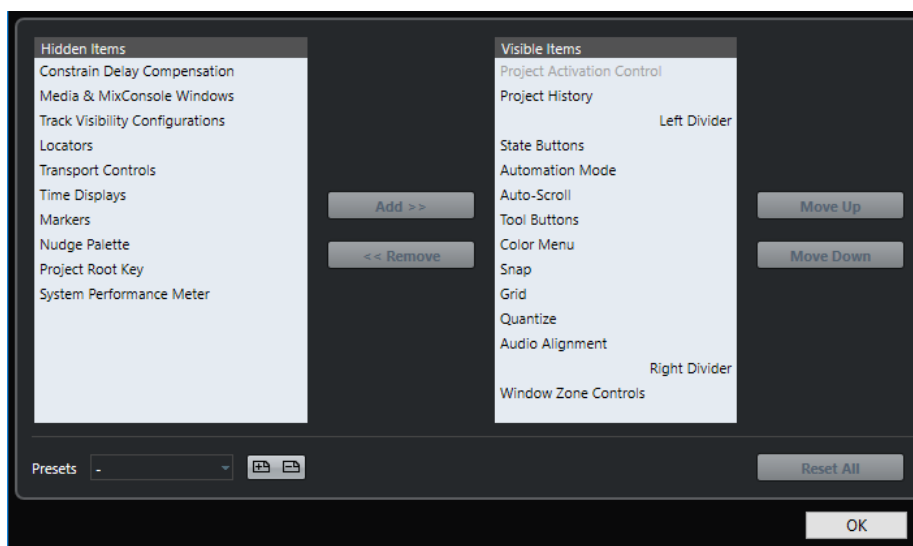 Hidden Items
Constrain Delay Compensation
Media & MixConsole Windows
Track Visibility Configurations
Locators
Transport Controls
Time Displays
Markers
Nudge Palette
Project Root Key
System Performance Meter
Add >>
<< Remove
Visible Items
Project Activation Control
Project History
Left Divider
State Buttons
Automation Mode
Auto-Scroll
Tool Buttons
Color Menu
Snap
Grid
Quantize
Audio Alignment
Right Divider
Window Zone Controls
Move Up
Move Down
Presets -
Reset All
OK